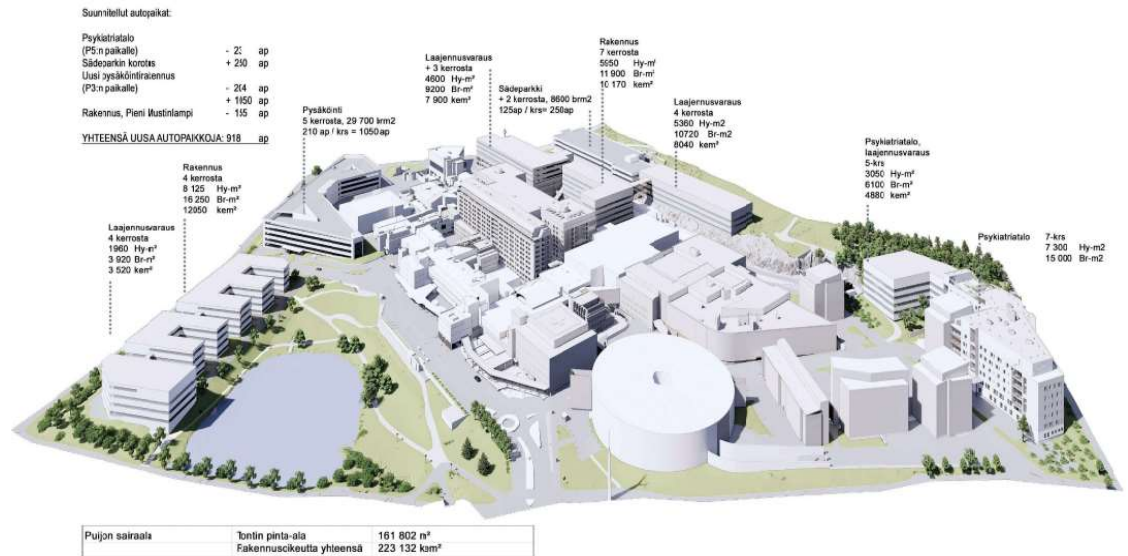 Suunnitellut autopaikat:
Psykiatriatalo
(P5:n paikalle) - 23 ap
Sädeparkin korotus + 250 ap
Uusi pysäköintirakennus
(P3:n paikalle) - 204 ap
+ 1050 ap
Rakennus, Pieni Mustinlampi - 155 ap
YHTEENSÄ UUSA AUTOPAIKKOJA: 918 ap
Pysäköinti
5 kerrosta, 29 700 brm2
210 ap / krs = 1050ap
Laajennusvaraus
+ 3 kerrosta
4600 Hy-m²
9200 Br-m²
7 900 kem²
Sädeparkki
+ 2 kerrosta, 8600 brm2
125ap / krs= 250ap
Rakennus
7 kerrosta
5950 Hy-m²
11 900 Br-m²
10 170 kem²
Laajennusvaraus
4 kerrosta
5360 Hy-m2
10720 Br-m2
8040 kem²
Psykiatriatalo,
laajennusvaraus
5-krs
3050 Hy-m²
6100 Br-m²
4880 kem²
Psykiatriatalo 7-krs
7 300 Hy-m2
15 000 Br-m2
Rakennus
4 kerrosta
8 125 Hy-m²
16 250 Br-m²
12050 kem²
Laajennusvaraus
4 kerrosta
1960 Hy-m²
3 920 Br-m²
3 520 kem²
Puijon sairaala Tontin pinta-ala 161 802 m²
Rakennusoikeutta yhteensä 223 132 kem²